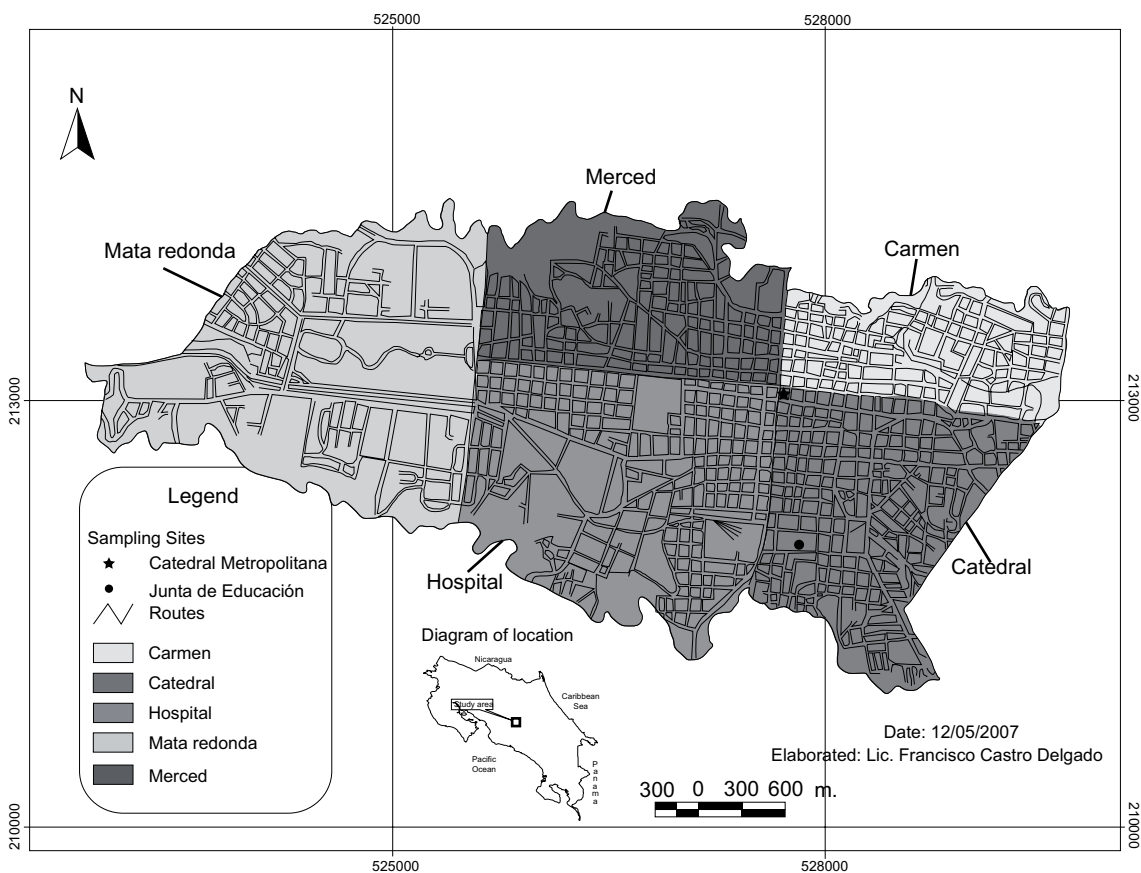 525000
528000
N
Merced
Mata redonda
Carmen
213000
213000
Legend
Sampling Sites
Catedral Metropolitana
Junta de Educación
Routes
Carmen
Catedral
Hospital
Mata redonda
Merced
Hospital
Catedral
Diagram of location
Nicaragua
Study area
Caribbean
Sea
Pacific
Ocean
Panama
Date: 12/05/2007
Elaborated: Lic. Francisco Castro Delgado
300 0 300 600 m.
210000
210000
525000
528000